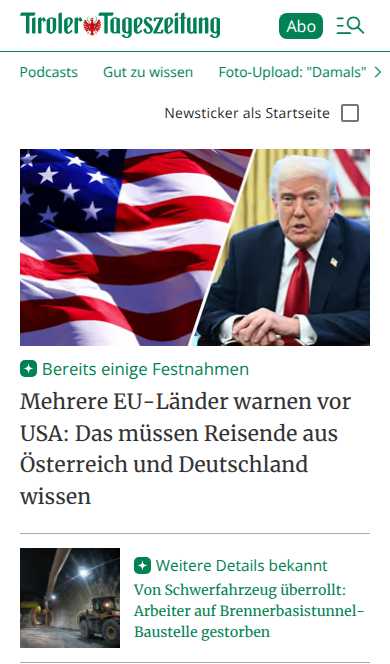 Tiroler Tageszeitung
Abo
Podcasts Gut zu wissen Foto-Upload: "Damals"
Newsticker als Startseite
Bereits einige Festnahmen
Mehrere EU-Länder warnen vor
USA: Das müssen Reisende aus
Österreich und Deutschland
wissen
Weitere Details bekannt
Von Schwerfahrzeug überrollt:
Arbeiter auf Brennerbasistunnel-
Baustelle gestorben